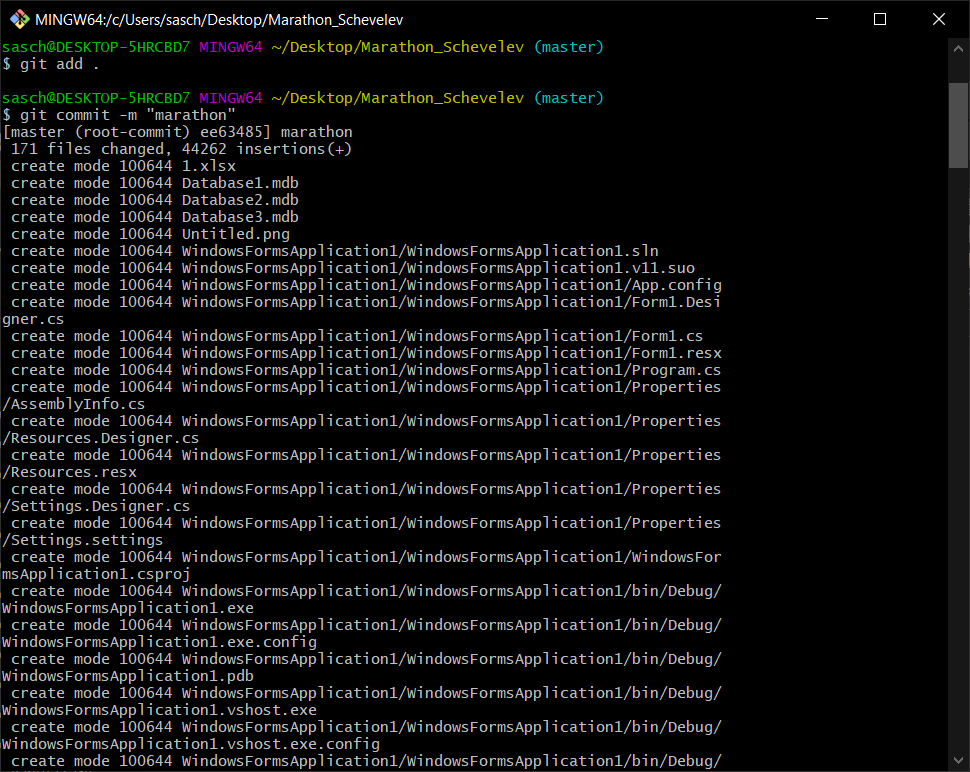 MINGW64:/c/Users/sasch/Desktop/Marathon_Schevelev
sasch@DESKTOP-5HRCBD7 MINGW64 ~/Desktop/Marathon_Schevelev (master)
$ git add .
sasch@DESKTOP-5HRCBD7 MINGW64 ~/Desktop/Marathon_Schevelev (master)
$ git commit -m "marathon"
[master (root-commit) ee63485] marathon
171 files changed, 44262 insertions(+)
create mode 100644 1.xlsx
create mode 100644 Database1.mdb
create mode 100644 Database2.mdb
create mode 100644 Database3.mdb
create mode 100644 Untitled.png
create mode 100644 WindowsFormsApplication1/WindowsFormsApplication1.sln
create mode 100644 WindowsFormsApplication1/WindowsFormsApplication1.v11.suo
create mode 100644 WindowsFormsApplication1/WindowsFormsApplication1/App.config
create mode 100644 WindowsFormsApplication1/WindowsFormsApplication1/Form1.Desi
gner.cs
create mode 100644 WindowsFormsApplication1/WindowsFormsApplication1/Form1.cs
create mode 100644 WindowsFormsApplication1/WindowsFormsApplication1/Form1.resx
create mode 100644 WindowsFormsApplication1/WindowsFormsApplication1/Program.cs
create mode 100644 WindowsFormsApplication1/WindowsFormsApplication1/Properties
/AssemblyInfo.cs
create mode 100644 WindowsFormsApplication1/WindowsFormsApplication1/Properties
/Resources.Designer.cs
create mode 100644 WindowsFormsApplication1/WindowsFormsApplication1/Properties
/Resources.resx
create mode 100644 WindowsFormsApplication1/WindowsFormsApplication1/Properties
/Settings.Designer.cs
create mode 100644 WindowsFormsApplication1/WindowsFormsApplication1/Properties
/Settings.settings
create mode 100644 WindowsFormsApplication1/WindowsFormsApplication1/WindowsFor
msApplication1.csproj
create mode 100644 WindowsFormsApplication1/WindowsFormsApplication1/bin/Debug/
WindowsFormsApplication1.exe
create mode 100644 WindowsFormsApplication1/WindowsFormsApplication1/bin/Debug/
WindowsFormsApplication1.exe.config
create mode 100644 WindowsFormsApplication1/WindowsFormsApplication1/bin/Debug/
WindowsFormsApplication1.pdb
create mode 100644 WindowsFormsApplication1/WindowsFormsApplication1/bin/Debug/
WindowsFormsApplication1.vshost.exe
create mode 100644 WindowsFormsApplication1/WindowsFormsApplication1/bin/Debug/
WindowsFormsApplication1.vshost.exe.config
create mode 100644 WindowsFormsApplication1/WindowsFormsApplication1/bin/Debug/